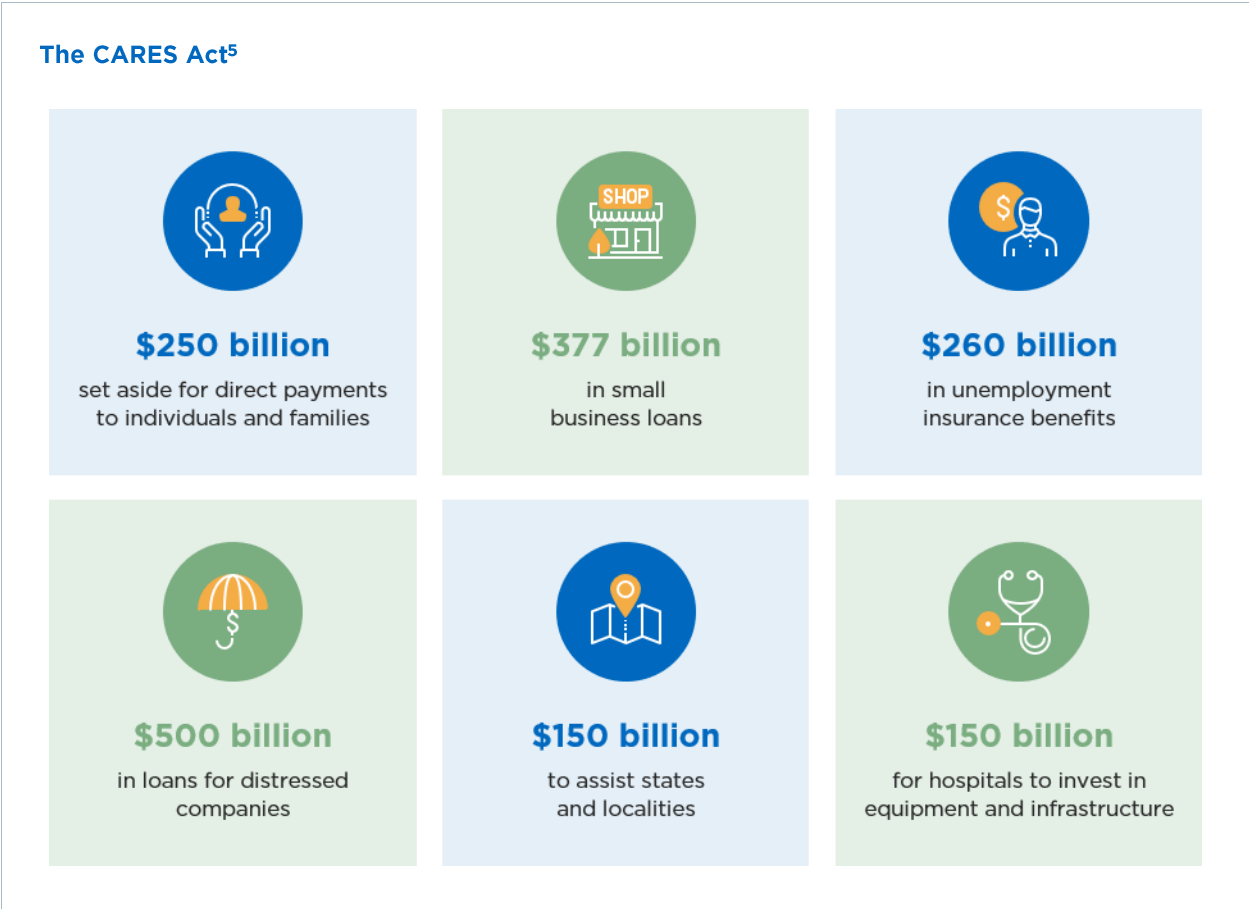 The CARES Act⁵
SHOP
$
$250 billion
set aside for direct payments
to individuals and families
$377 billion
in small
business loans
$260 billion
in unemployment
insurance benefits
$
$500 billion
in loans for distressed
companies
$150 billion
to assist states
and localities
$150 billion
for hospitals to invest in
equipment and infrastructure